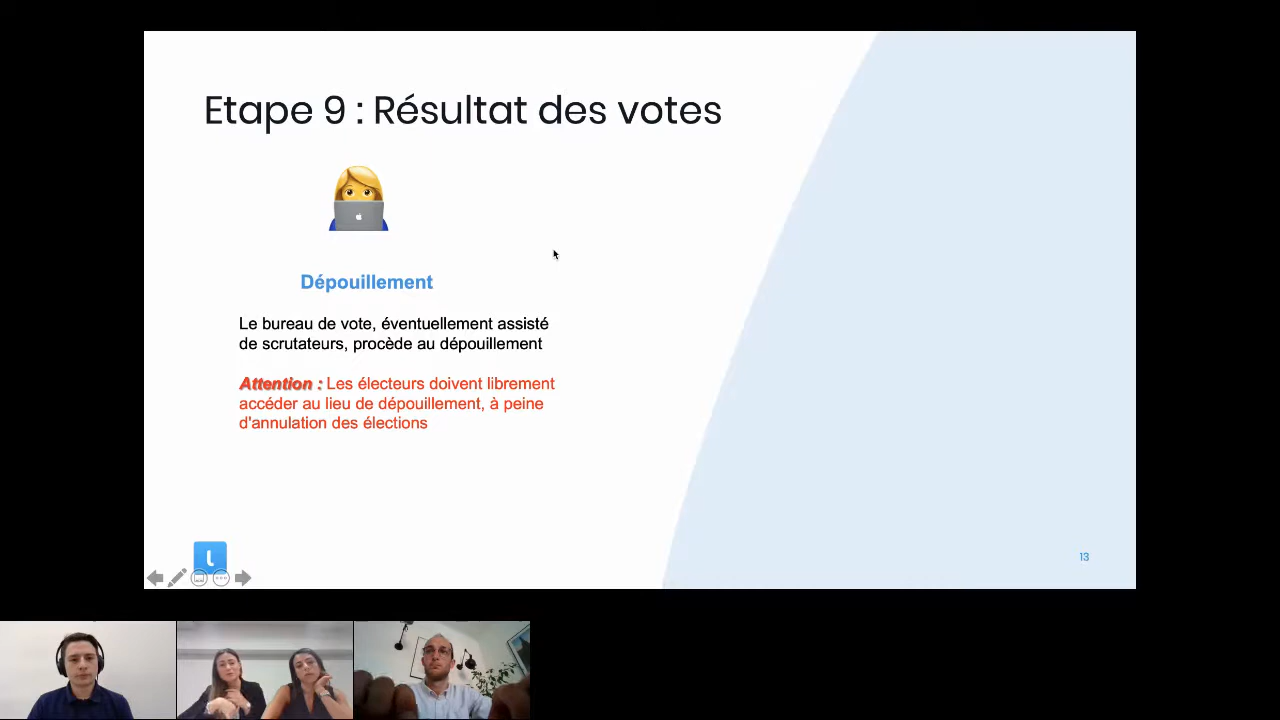 Etape 9 : Résultat des votes
Dépouillement
Le bureau de vote, éventuellement assisté
de scrutateurs, procède au dépouillement
Attention : Les électeurs doivent librement
accéder au lieu de dépouillement, à peine
d'annulation des élections
l
13